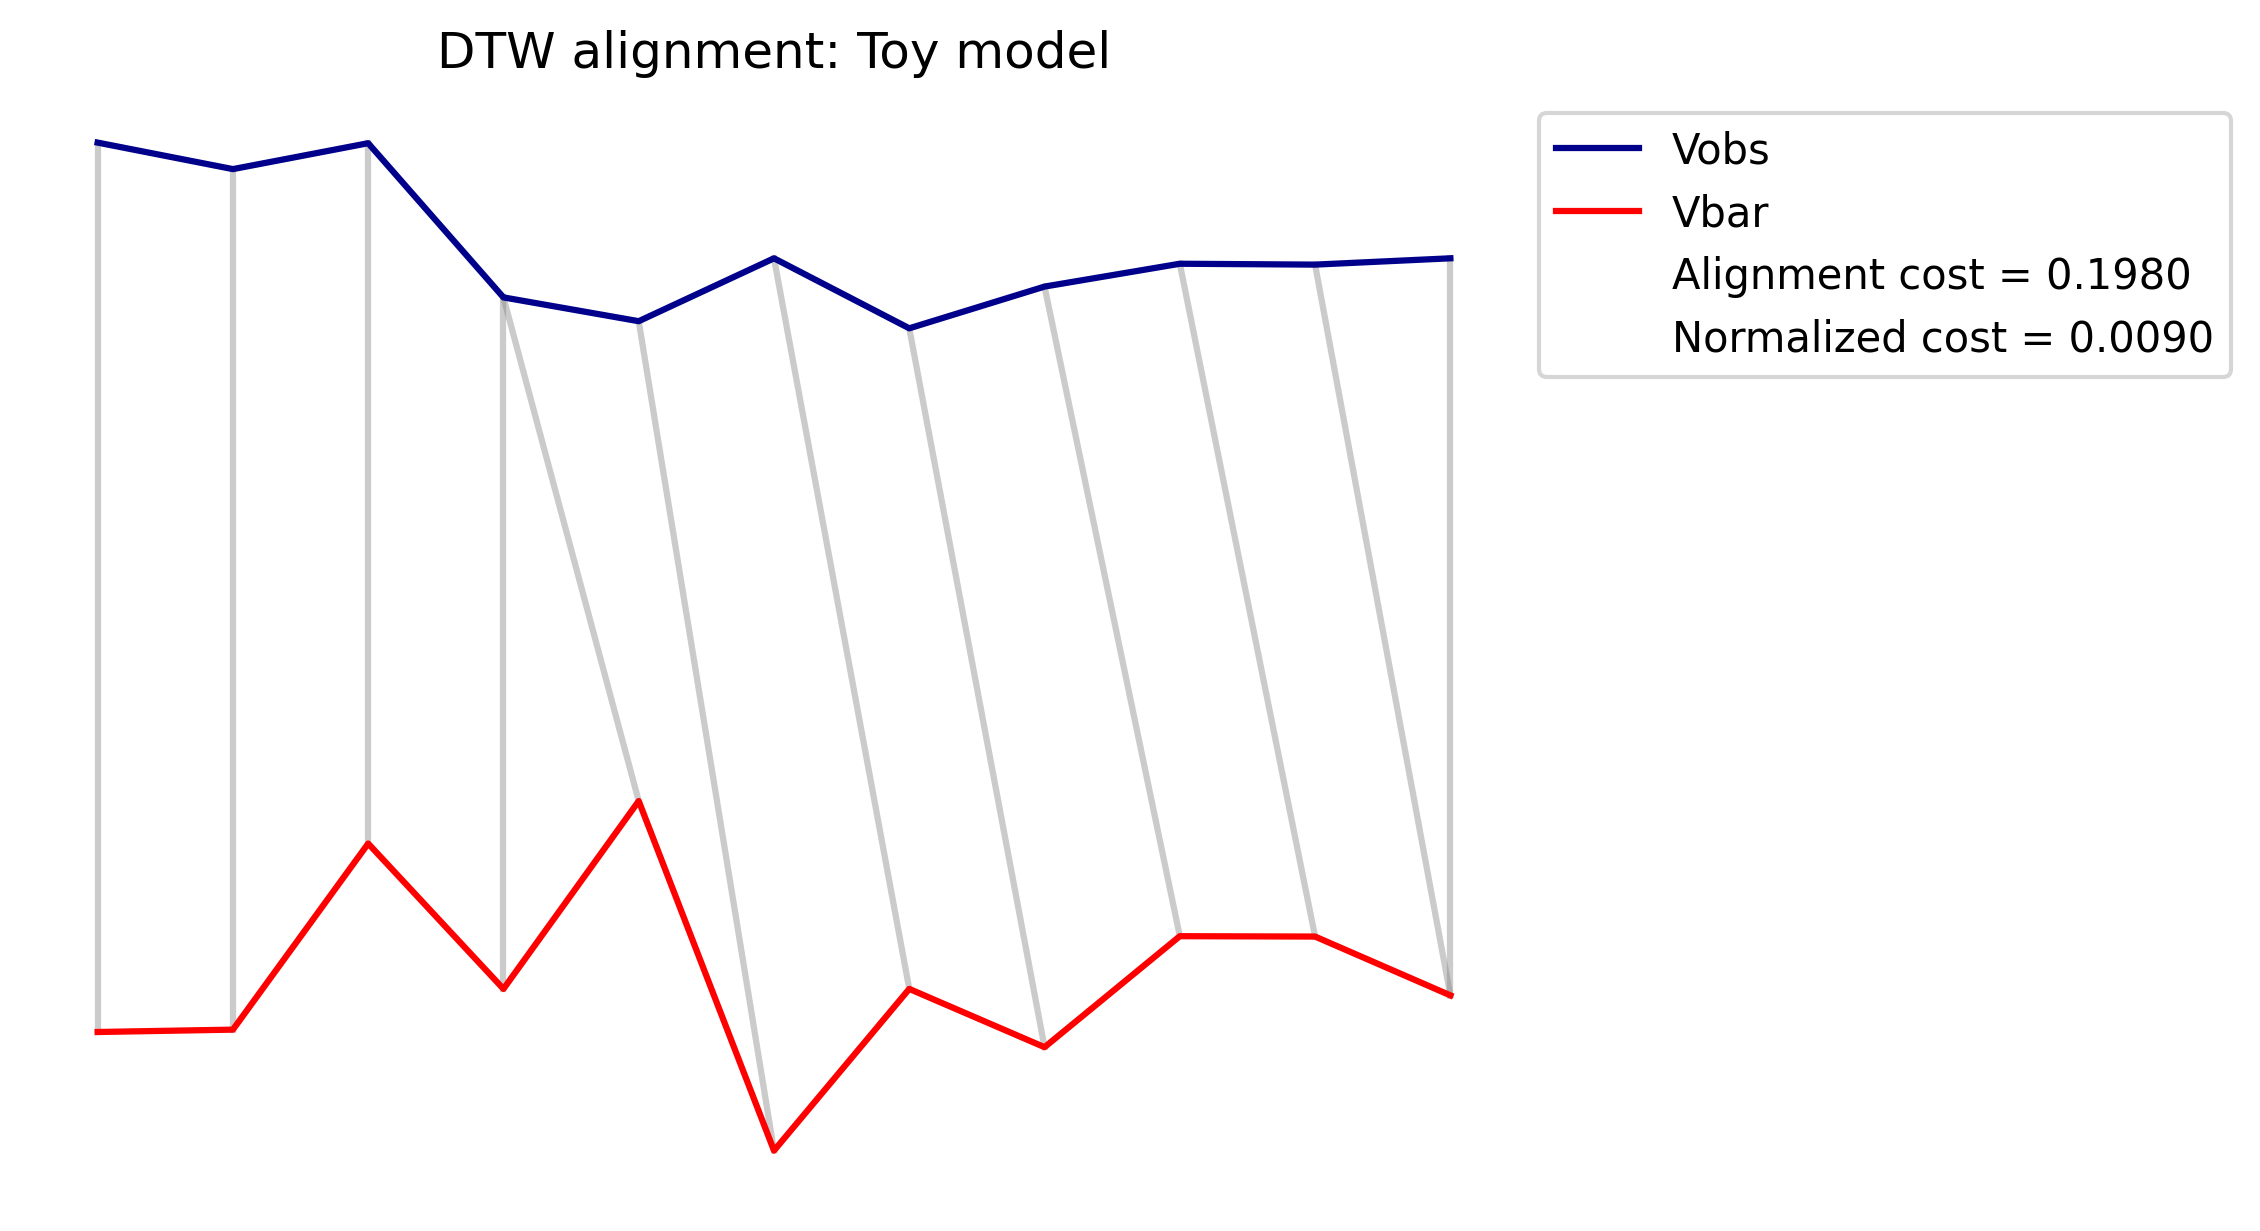 DTW alignment: Toy model
Vobs
Vbar
Alignment cost = 0.1980
Normalized cost = 0.0090